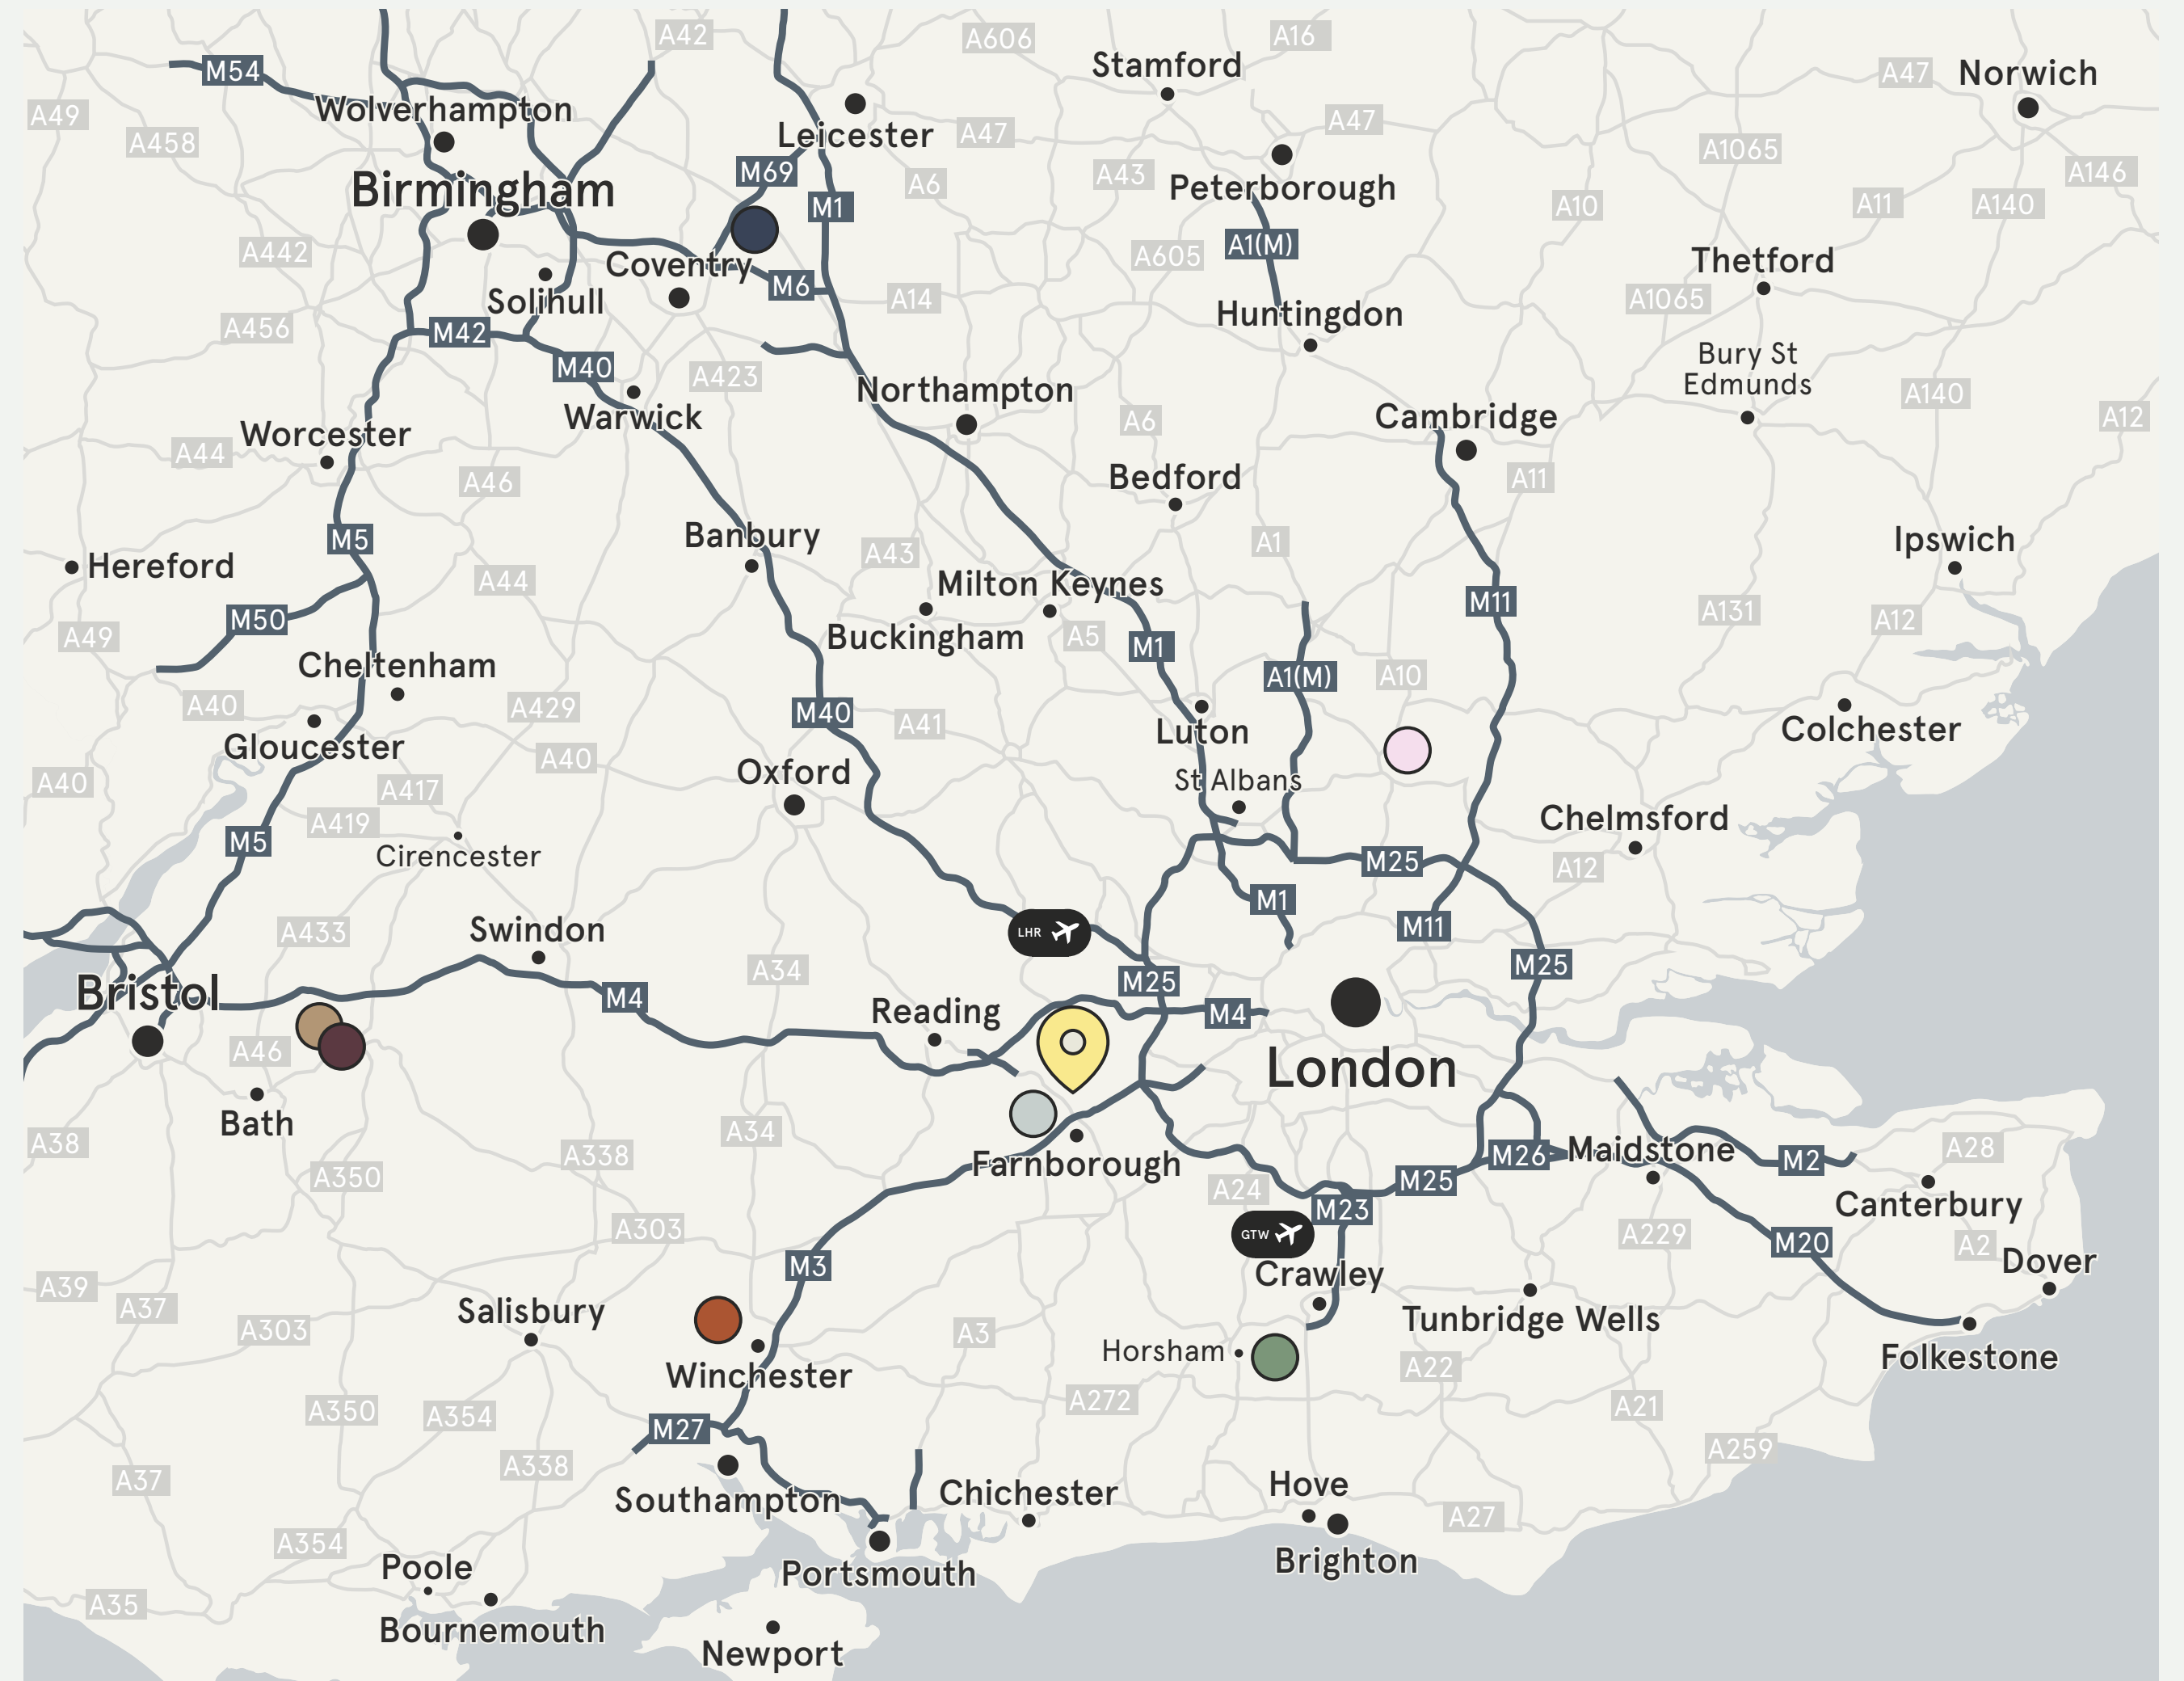 A42
A606
A16
Stamford
M54
A47
Norwich
A49
Wolverhampton
A458
Leicester
A47
A47
A1065
M69
A43
A146
Birmingham
A6
Peterborough
M1
A10
A11
A140
A442
Coventry
A605
A1(M)
Thetford
Solihull
M6
A14
A1065
A456
M42
Huntingdon
M40
A423
Bury St
Edmunds
Northampton
A140
Warwick
A6
Cambridge
A12
Worcester
A44
A46
Bedford
A11
M5
Banbury
A43
A1
Ipswich
Hereford
A44
Milton Keynes
M11
M50
A49
Buckingham
A5
M1
A131
A12
Cheltenham
A1(M)
A10
A40
A429
M40
A41
Gloucester
Luton
Colchester
A40
A40
Oxford
St Albans
A417
A419
M5
Cirencester
Chelmsford
M25
A12
M1
A433
Swindon
LHR
M11
M25
A34
M25
Bristol
M4
Reading
M4
A46
London
Bath
A38
A34
A338
Farnborough
M26
Maidstone
M2
A28
A350
A24
M25
Canterbury
A303
M23
GTW
A229
M20
A2
M3
Crawley
Dover
A39
A37
Salisbury
A303
Tunbridge Wells
A3
Horsham
A22
Folkestone
Winchester
A350
A354
A272
A21
M27
A259
A338
A37
Southampton
Chichester
Hove
A27
A354
Poole
Portsmouth
Brighton
A35
Bournemouth
Newport